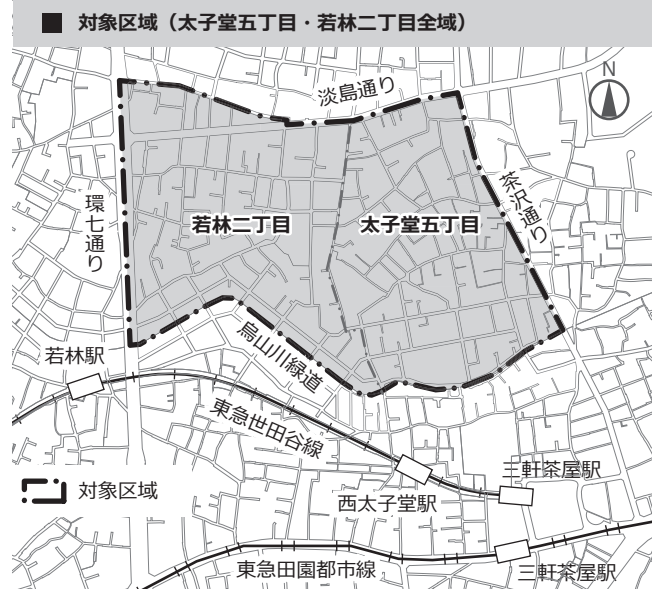 ■ 対象区域（太子堂五丁目・若林二丁目全域）
淡島通り
N
環七通り
若林二丁目
太子堂五丁目
茶沢通り
若林駅
烏山川緑道
東急世田谷線
対象区域
西太子堂駅
三軒茶屋駅
東急田園都市線
三軒茶屋駅